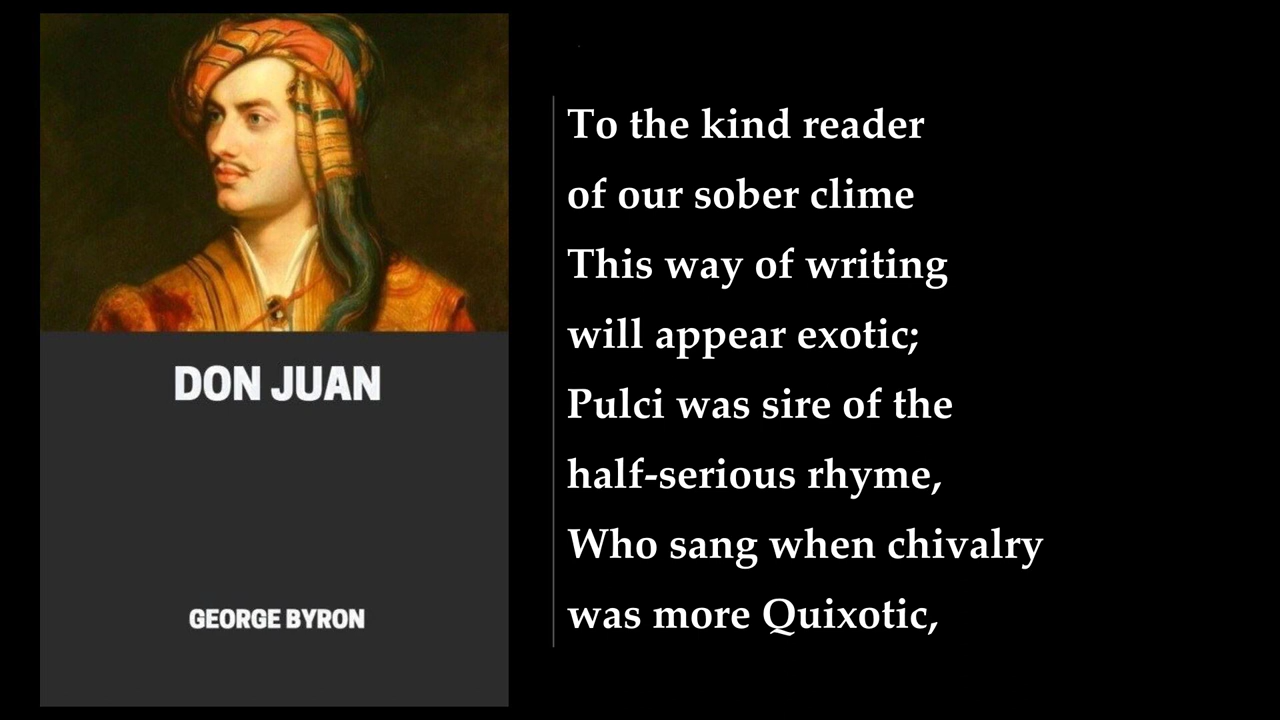 DON JUAN
GEORGE BYRON
To the kind reader
of our sober clime
This way of writing
will appear exotic;
Pulci was sire of the
half-serious rhyme,
Who sang when chivalry
was more Quixotic,